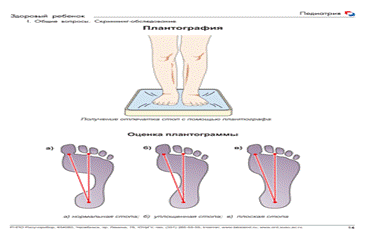 Здоровый ребенок
Педиатрия
1. Общие вопросы. Скрининг-обследование
Плантография
Получение отпечатка стоп с помощью плантографа
Оценка плантограммы
а) б) в)
а) нормальная стопа; б) уплощенная стопа; в) плоская стопа